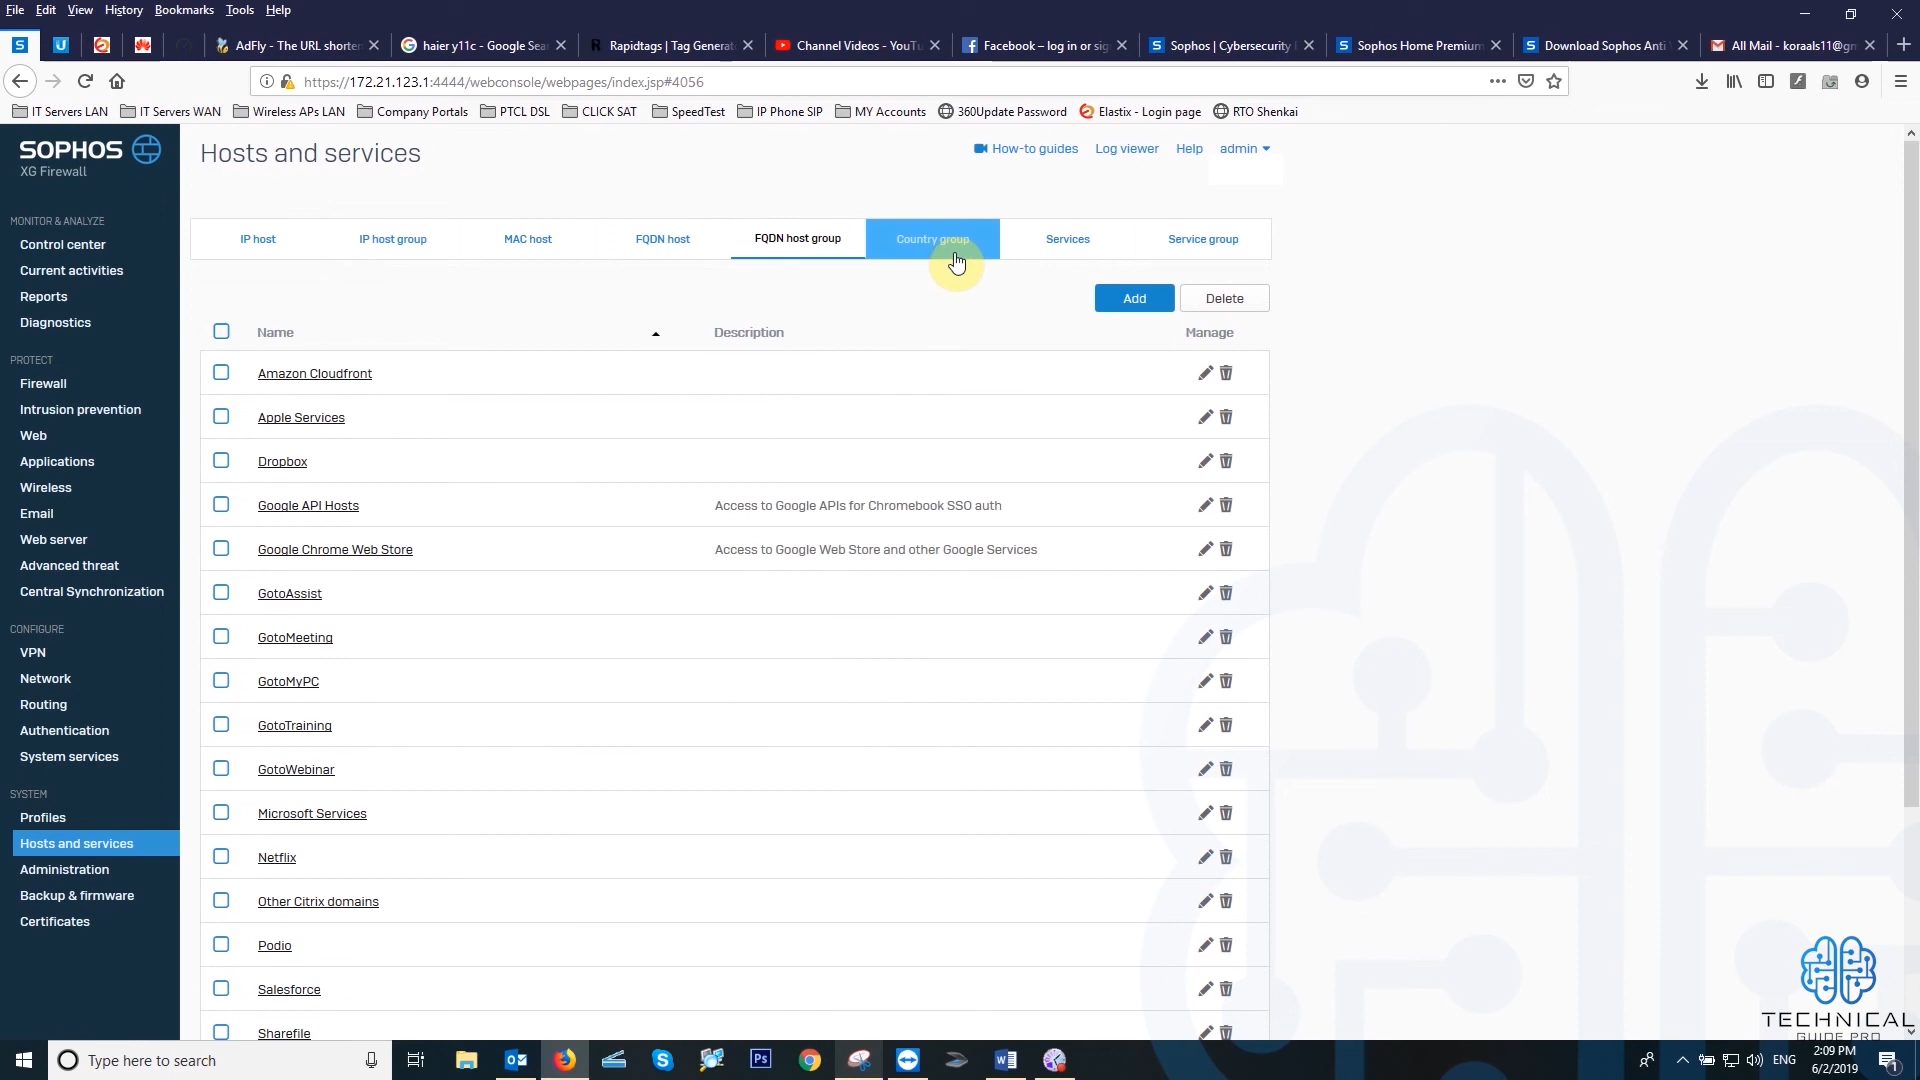 File Edit View History Bookmarks Tools Help
AdFly - The URL shorten
haier y11c - Google Sea
Rapidtags | Tag Generat
Channel Videos - YouTu
Facebook – log in or sig
Sophos | Cybersecurity
Sophos Home Premium
Download Sophos Anti
All Mail - koraals11@gm
https://172.21.123.1:4444/webconsole/webpages/index.jsp#4056
IT Servers LAN IT Servers WAN Wireless APs LAN Company Portals PTCL DSL CLICK SAT SpeedTest IP Phone SIP MY Accounts 360Update Password Elastix - Login page RTO Shenkai
SOPHOS
XG Firewall
MONITOR & ANALYZE
Control center
Current activities
Reports
Diagnostics
PROTECT
Firewall
Intrusion prevention
Web
Applications
Wireless
Email
Web server
Advanced threat
Central Synchronization
CONFIGURE
VPN
Network
Routing
Authentication
System services
SYSTEM
Profiles
Hosts and services
Administration
Backup & firmware
Certificates
Hosts and services
How-to guides Log viewer Help admin
IP host IP host group MAC host FQDN host FQDN host group Country group Services Service group
Add Delete
Name Description Manage
Amazon Cloudfront
Apple Services
Dropbox
Google API Hosts Access to Google APIs for Chromebook SSO auth
Google Chrome Web Store Access to Google Web Store and other Google Services
GotoAssist
GotoMeeting
GotoMyPC
GotoTraining
GotoWebinar
Microsoft Services
Netflix
Other Citrix domains
Podio
Salesforce
Sharefile
TECHNICAL
GUIDE PRO
Type here to search
ENG
2:09 PM
6/2/2019